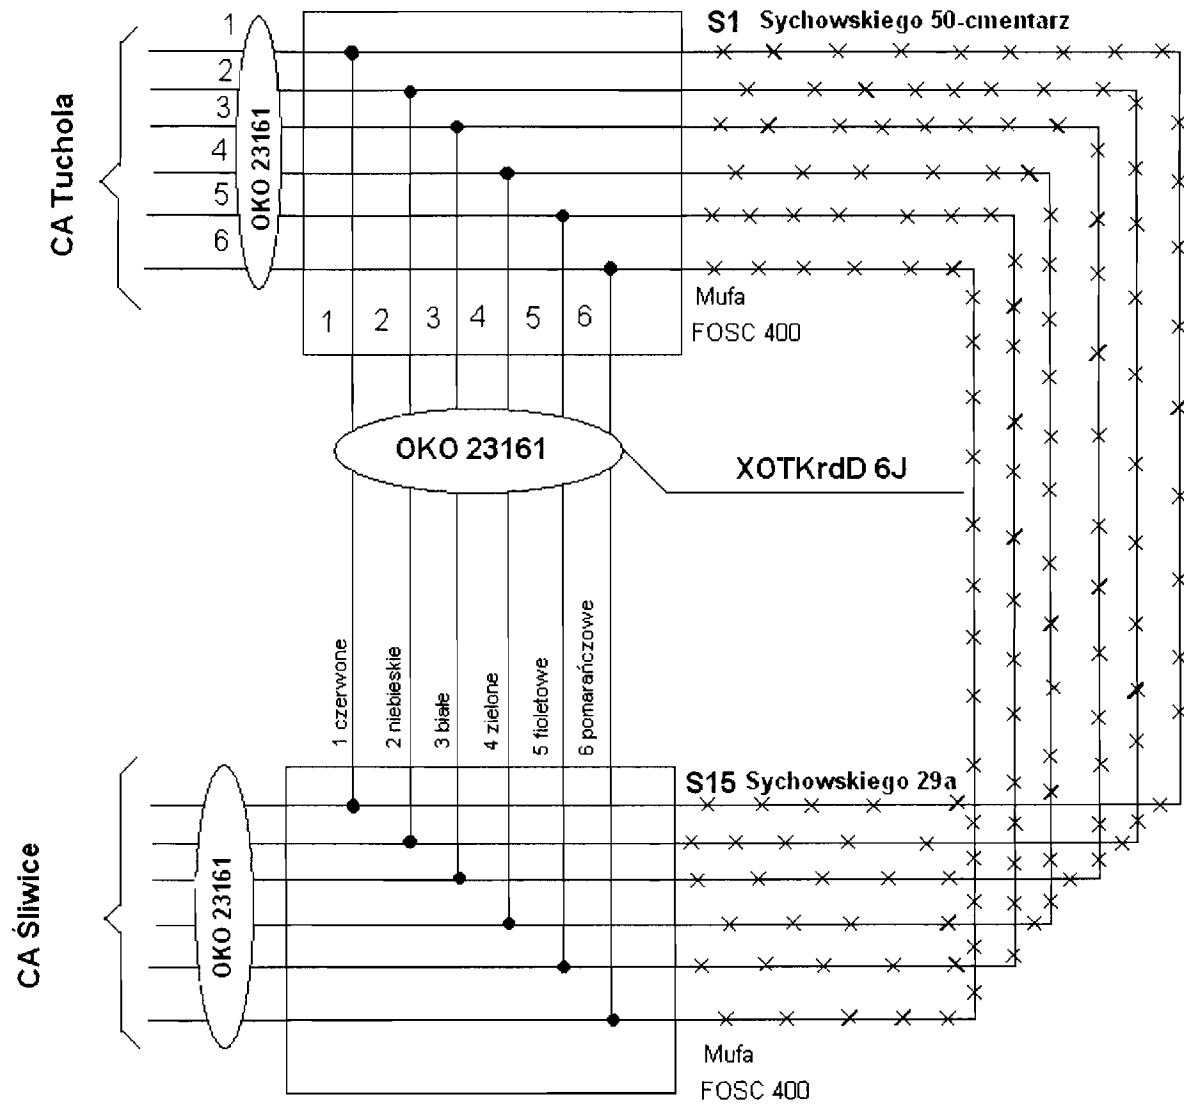 S1 Sychowskiego 50-cmentarz
1
2
3
4
5
6
CA Tuchola
OKO 23161
Mufa
FOSC 400
1 2 3 4 5 6
OKO 23161
XOTKrdD 6J
1 czerwone
2 niebieskie
3 białe
4 zielone
5 fioletowe
6 pomarańczowe
S15 Sychowskiego 29a
CA Śliwice
OKO 23161
Mufa
FOSC 400